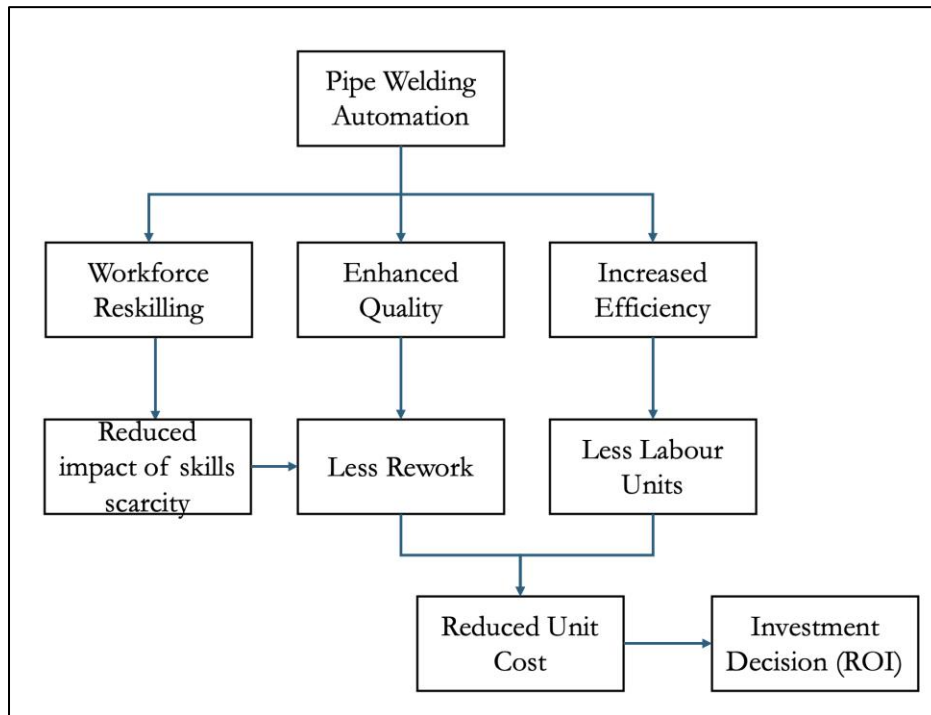 Pipe Welding
Automation
Workforce
Reskilling
Enhanced
Quality
Increased
Efficiency
Reduced
impact of skills
scarcity
Less Rework
Less Labour
Units
Reduced Unit
Cost
Investment
Decision (ROI)